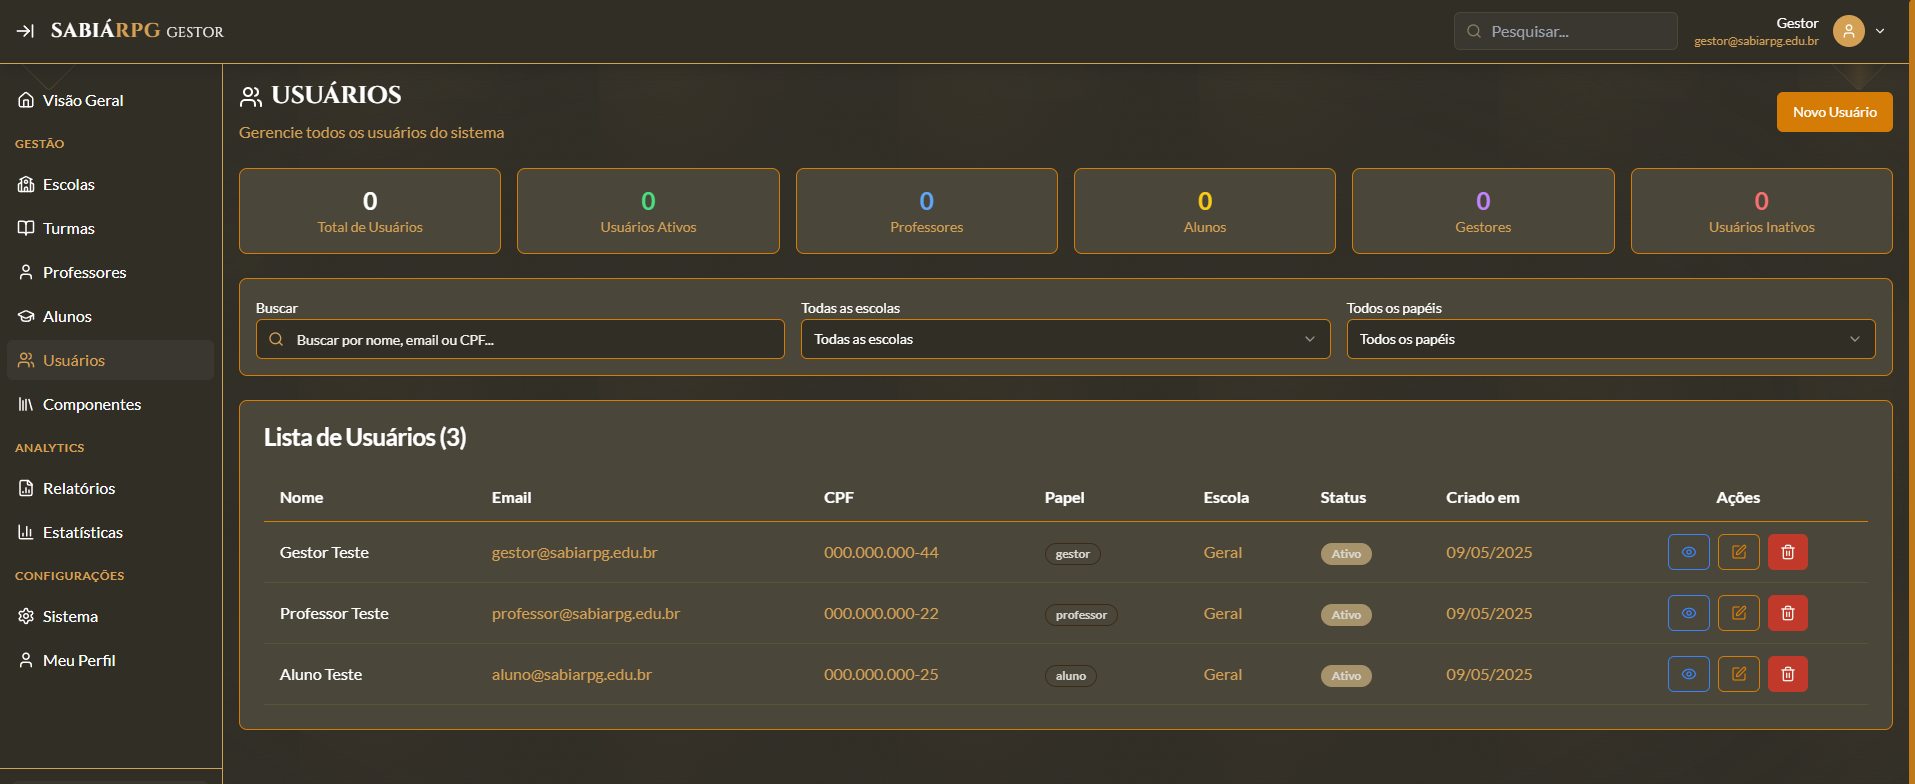 SABIÁRPG GESTOR
Pesquisar...
Gestor
gestor@sabiarpg.edu.br
Visão Geral
GESTÃO
Escolas
Turmas
Professores
Alunos
Usuários
Componentes
ANALYTICS
Relatórios
Estatísticas
CONFIGURAÇÕES
Sistema
Meu Perfil
USUÁRIOS
Gerencie todos os usuários do sistema
Novo Usuário
0
Total de Usuários
0
Usuários Ativos
0
Professores
0
Alunos
0
Gestores
0
Usuários Inativos
Buscar
Buscar por nome, email ou CPF...
Todas as escolas
Todas as escolas
Todos os papéis
Todos os papéis
Lista de Usuários (3)
Nome Email CPF Papel Escola Status Criado em Ações
Gestor Teste gestor@sabiarpg.edu.br 000.000.000-44 gestor Geral Ativo 09/05/2025
Professor Teste professor@sabiarpg.edu.br 000.000.000-22 professor Geral Ativo 09/05/2025
Aluno Teste aluno@sabiarpg.edu.br 000.000.000-25 aluno Geral Ativo 09/05/2025